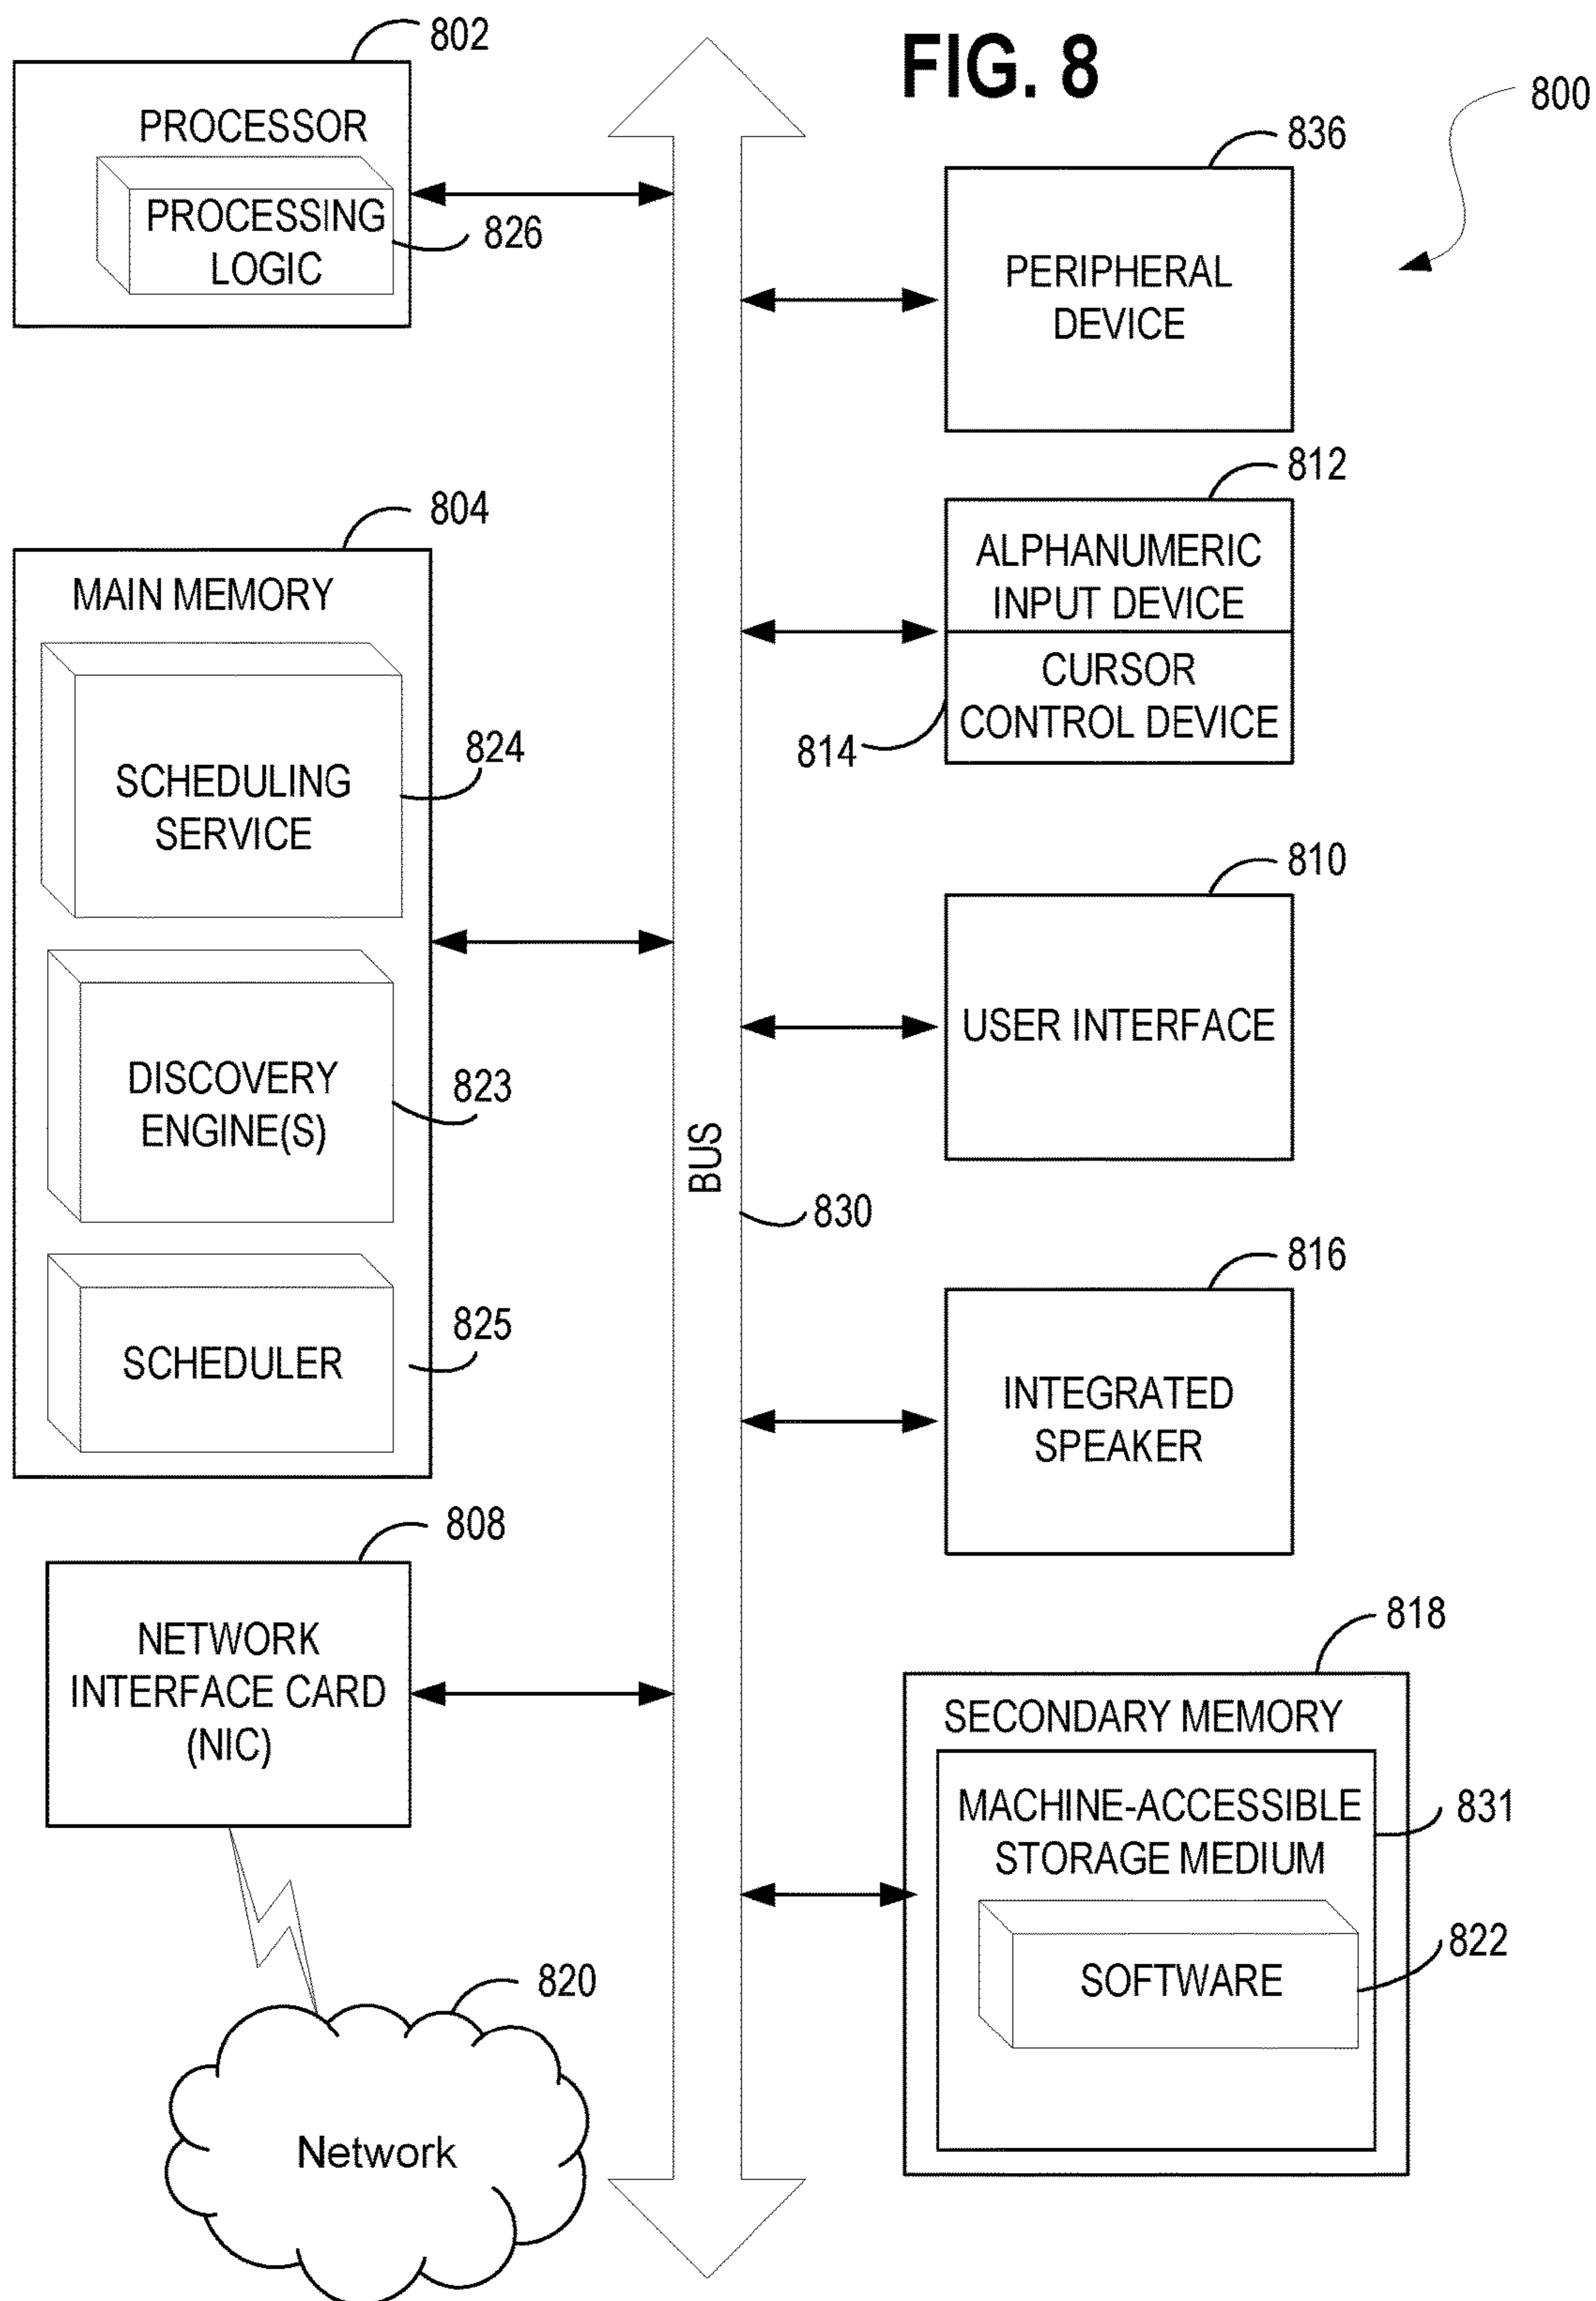 FIG. 8
800
802
PROCESSOR
PROCESSING
LOGIC
826
804
MAIN MEMORY
SCHEDULING
SERVICE
824
DISCOVERY
ENGINE(S)
823
SCHEDULER
825
808
NETWORK
INTERFACE CARD
(NIC)
820
Network
BUS
830
836
PERIPHERAL
DEVICE
812
ALPHANUMERIC
INPUT DEVICE
CURSOR
CONTROL DEVICE
814
810
USER INTERFACE
816
INTEGRATED
SPEAKER
818
SECONDARY MEMORY
MACHINE-ACCESSIBLE
STORAGE MEDIUM
831
SOFTWARE
822